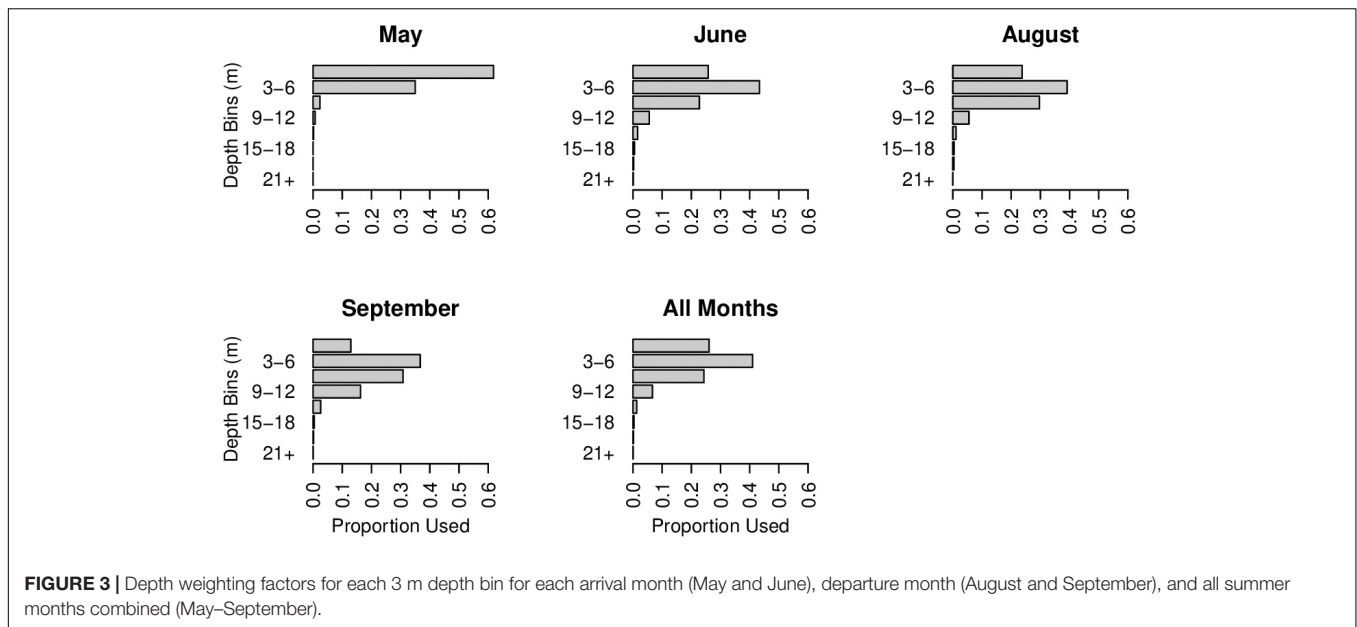 May
June
August
Depth Bins (m)
3−6
9−12
15−18
21+
0.0 0.1 0.2 0.3 0.4 0.5 0.6
3−6
9−12
15−18
21+
0.0 0.1 0.2 0.3 0.4 0.5 0.6
3−6
9−12
15−18
21+
0.0 0.1 0.2 0.3 0.4 0.5 0.6
September
All Months
Depth Bins (m)
3−6
9−12
15−18
21+
0.0 0.1 0.2 0.3 0.4 0.5 0.6
Proportion Used
3−6
9−12
15−18
21+
0.0 0.1 0.2 0.3 0.4 0.5 0.6
Proportion Used
FIGURE 3 | Depth weighting factors for each 3 m depth bin for each arrival month (May and June), departure month (August and September), and all summer
months combined (May–September).